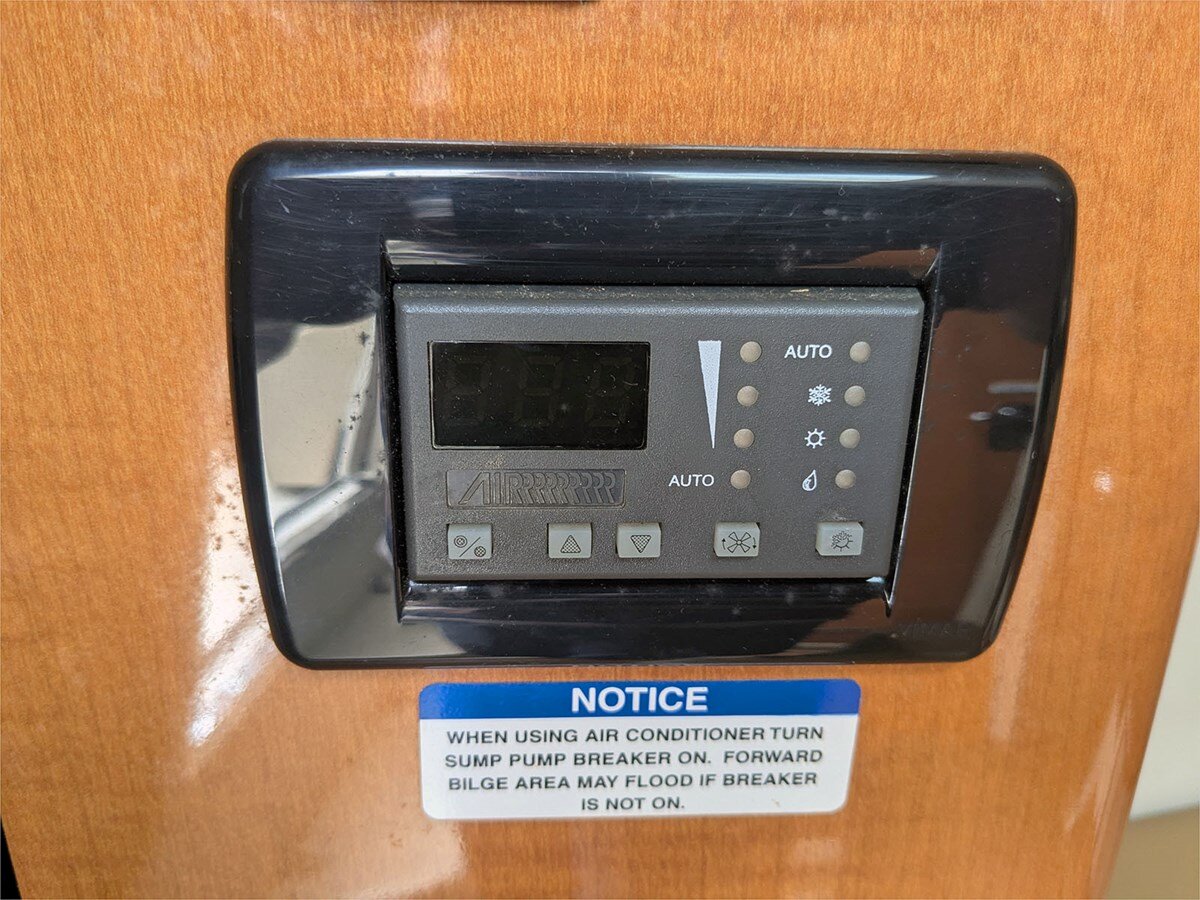 AUTO
AIR
AUTO
NOTICE
WHEN USING AIR CONDITIONER TURN
SUMP PUMP BREAKER ON. FORWARD
BILGE AREA MAY FLOOD IF BREAKER
IS NOT ON.